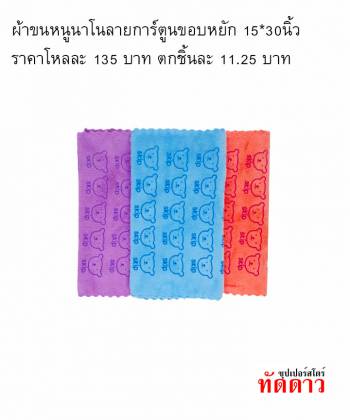 ผ้าขนหนูนาโนลายการ์ตูนขอบหยัก 15*30นิ้ว
ราคาโหลละ 135 บาท ตกชิ้นละ 11.25 บาท
ซุปเปอร์สโตร์
ทัดดาว